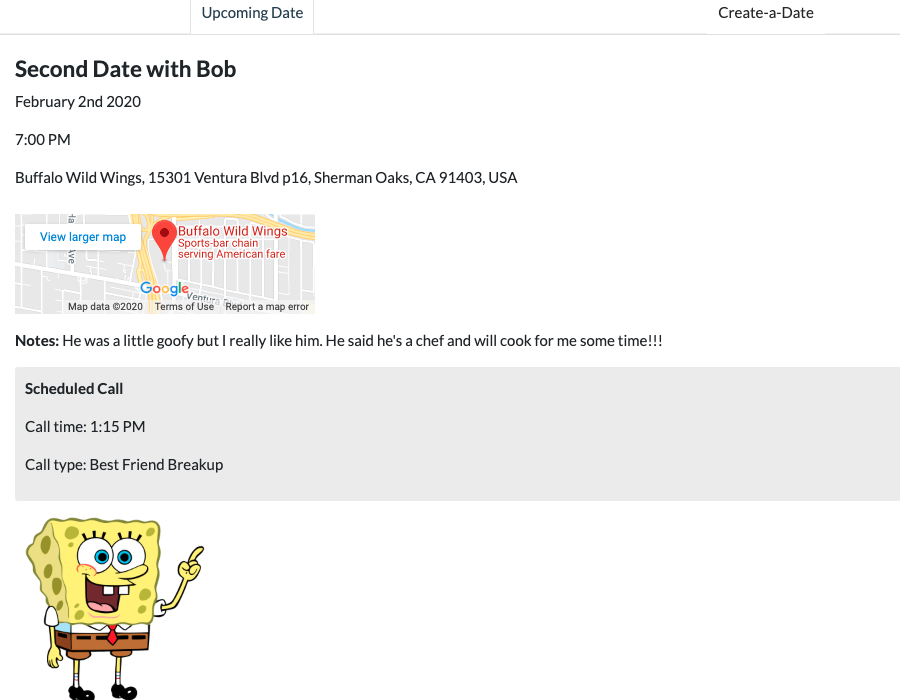 Upcoming Date
Create-a-Date
Second Date with Bob
February 2nd 2020
7:00 PM
Buffalo Wild Wings, 15301 Ventura Blvd p16, Sherman Oaks, CA 91403, USA
View larger map
Ave
Buffalo Wild Wings
Sports-bar chain
serving American fare
Google
Ventura
Map data ©2020 Terms of Use Report a map error
Notes: He was a little goofy but I really like him. He said he's a chef and will cook for me some time!!!
Scheduled Call
Call time: 1:15 PM
Call type: Best Friend Breakup